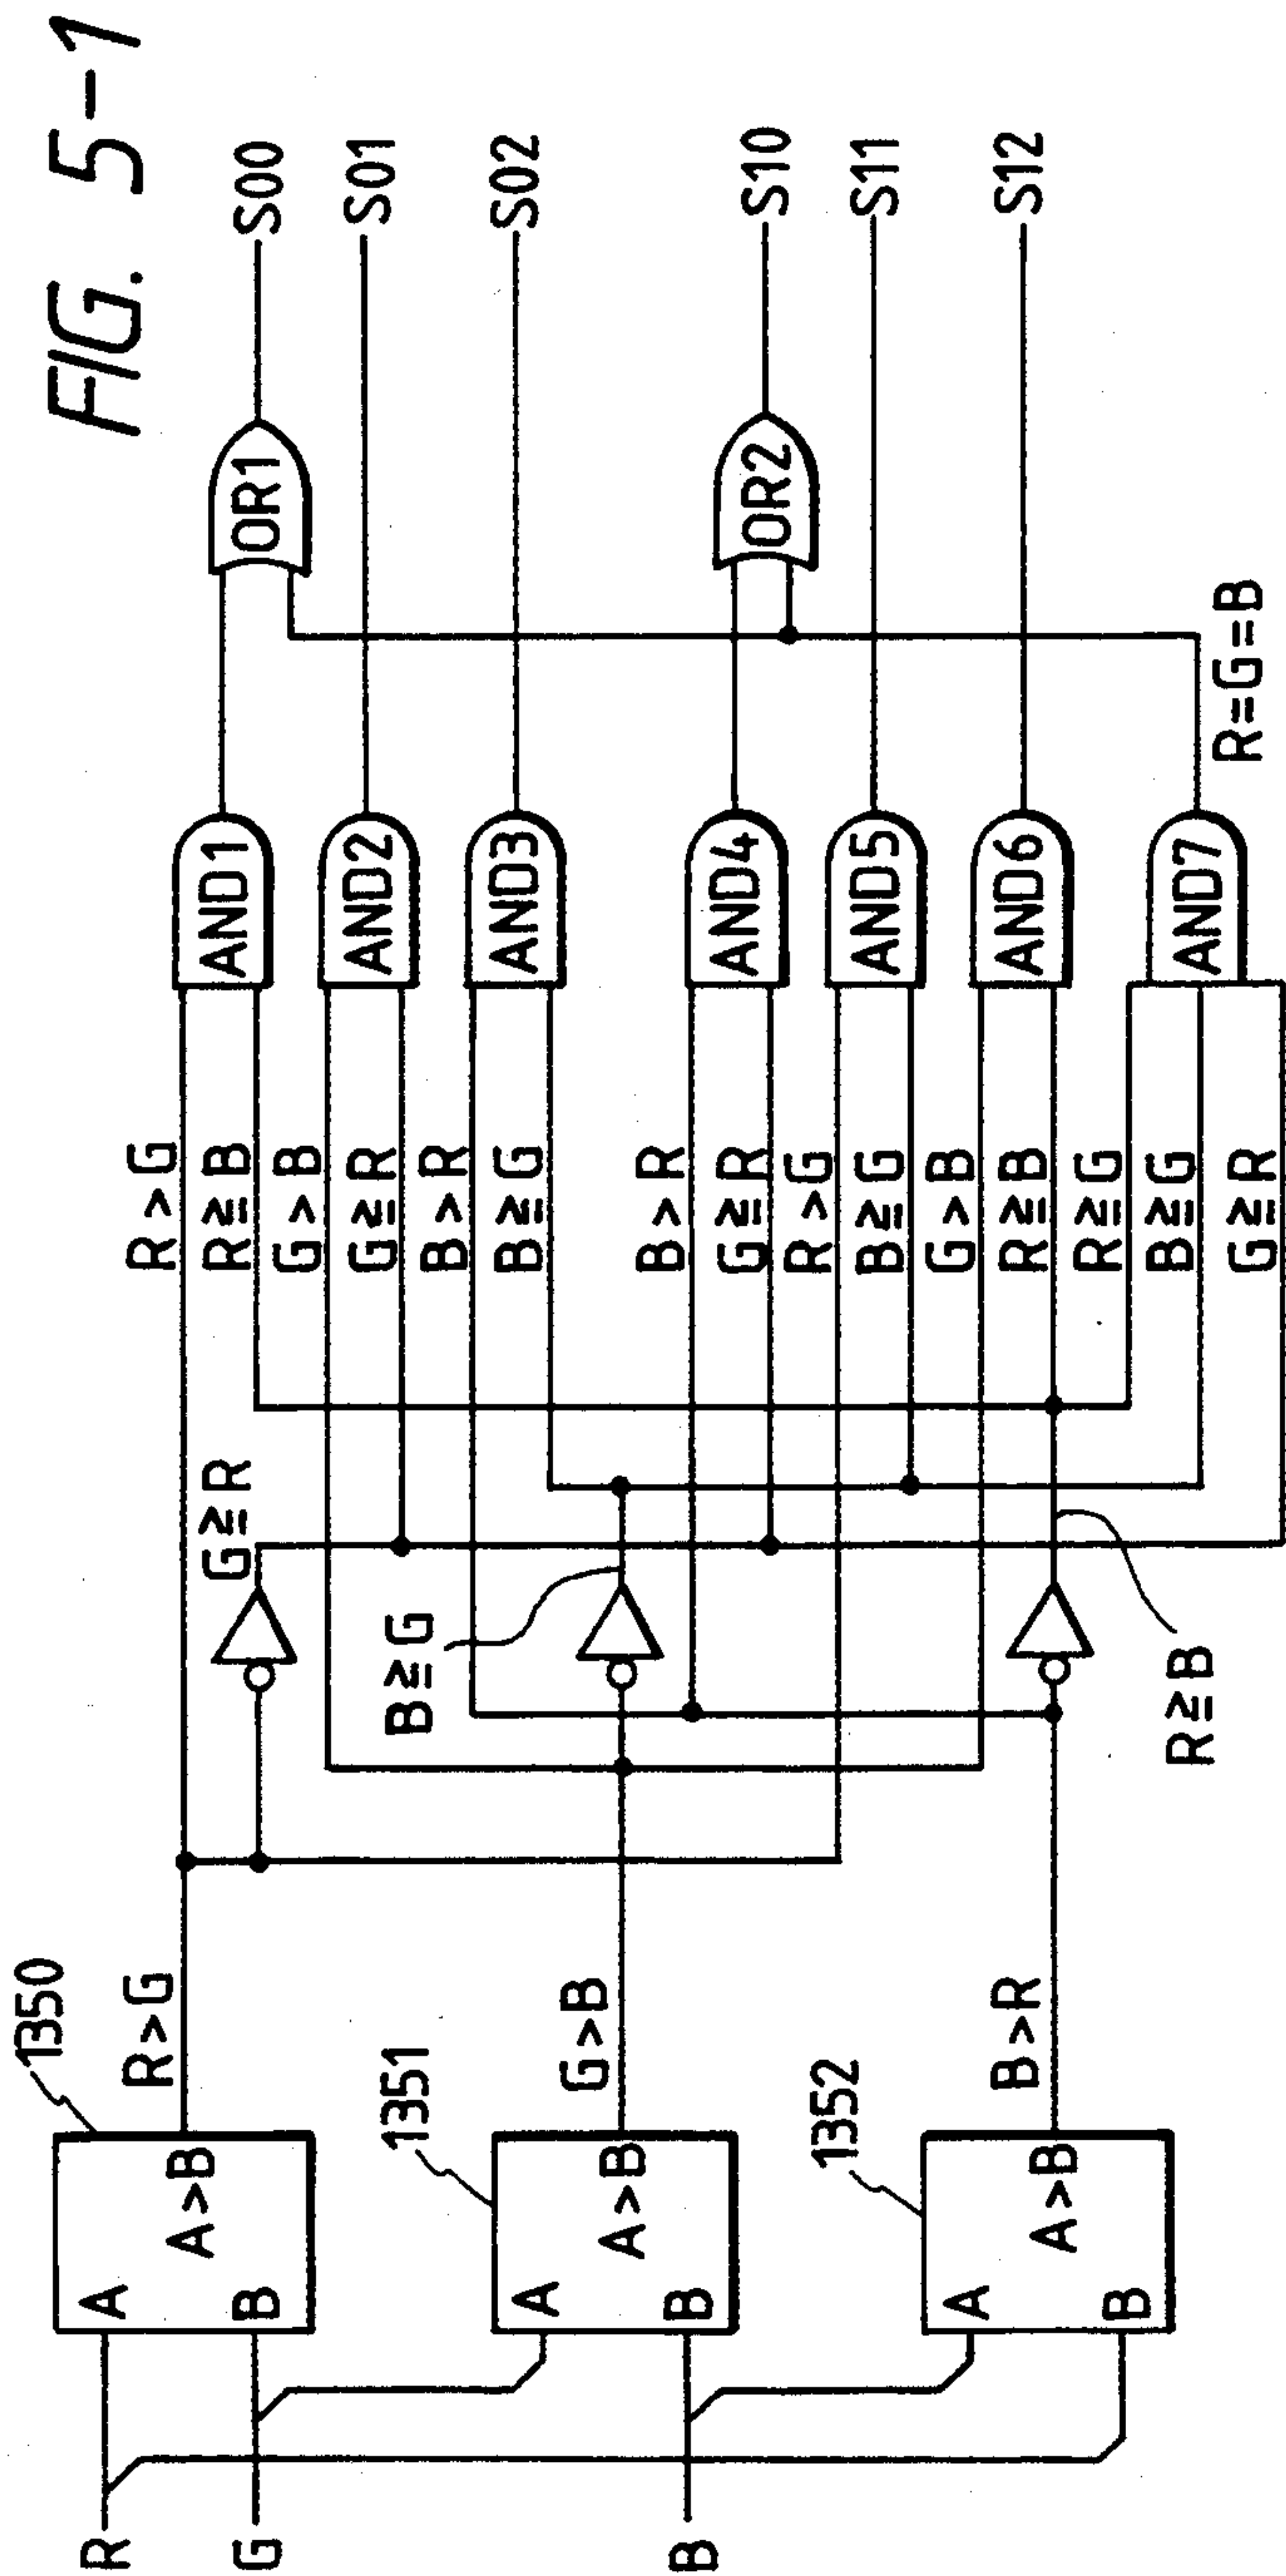 FIG. 5-1
R
G
B
1350
A
B
A>B
R>G
1351
A
B
A>B
G>B
1352
A
B
A>B
B>R
G≧R
B≧G
R≧B
R>G
R≧B
G>B
G≧R
B>R
B≧G
B>R
G≧R
R>G
B≧G
G>B
R≧B
R≧G
B≧G
G≧R
AND1
AND2
AND3
AND4
AND5
AND6
AND7
R=G=B
OR1
OR2
S00
S01
S02
S10
S11
S12